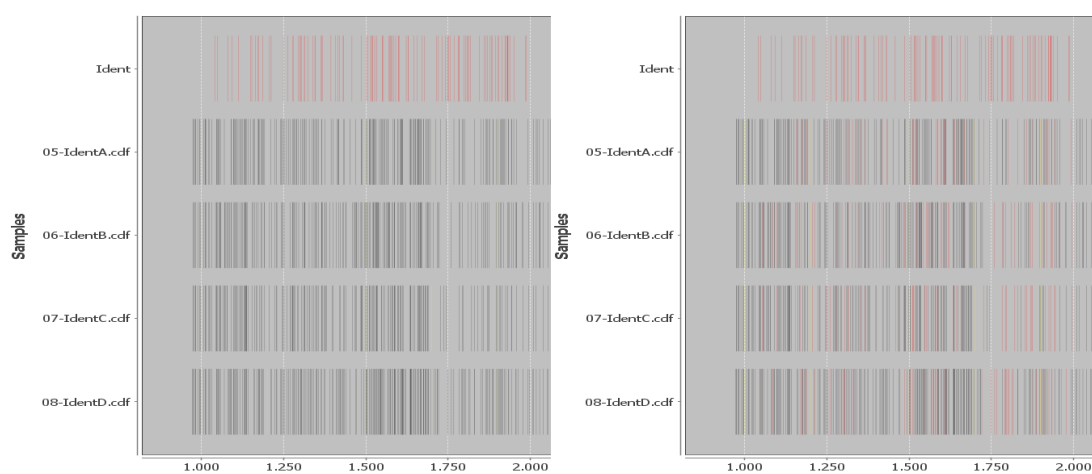 Samples
Ident
05-IdentA.cdf
06-IdentB.cdf
07-IdentC.cdf
08-IdentD.cdf
1.000 1.250 1.500 1.750 2.000
Samples
Ident
05-IdentA.cdf
06-IdentB.cdf
07-IdentC.cdf
08-IdentD.cdf
1.000 1.250 1.500 1.750 2.000